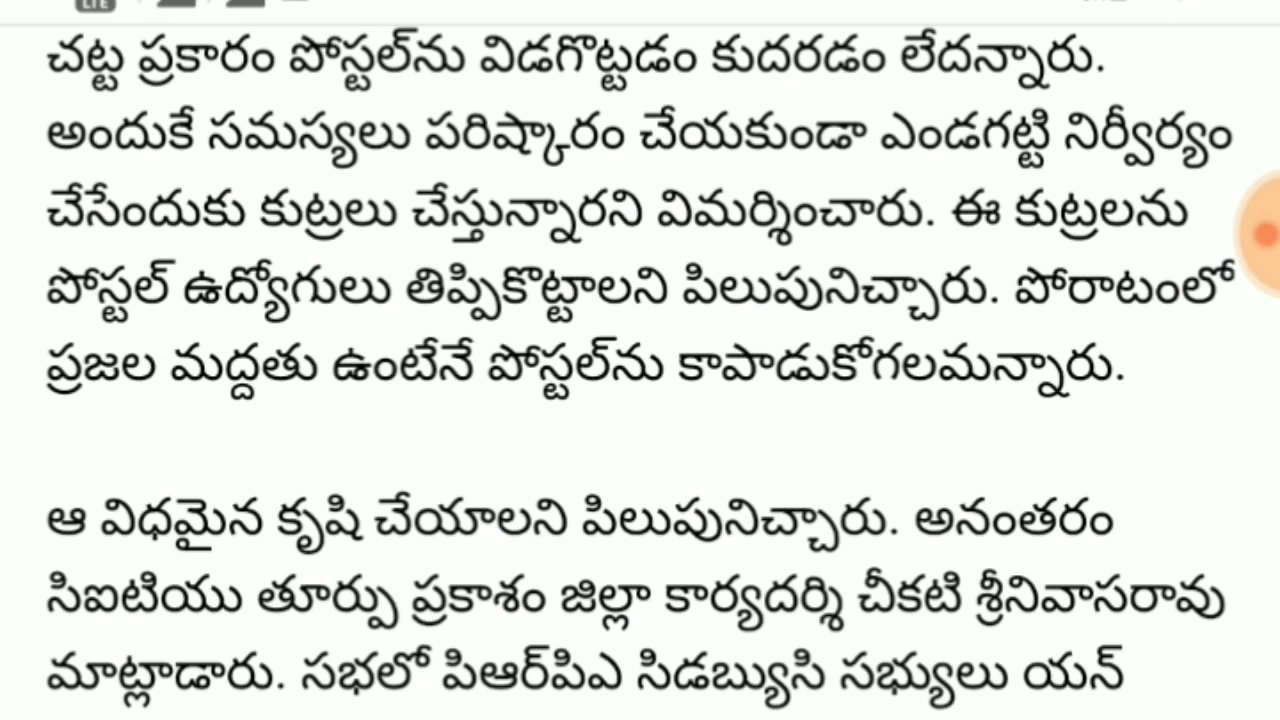 LTE
చట్ట ప్రకారం పోస్టల్‌ను విడగొట్టడం కుదరడం లేదన్నారు.
అందుకే సమస్యలు పరిష్కారం చేయకుండా ఎండగట్టి నిర్వీర్యం
చేసేందుకు కుట్రలు చేస్తున్నారని విమర్శించారు. ఈ కుట్రలను
పోస్టల్ ఉద్యోగులు తిప్పికొట్టాలని పిలుపునిచ్చారు. పోరాటంలో
ప్రజల మద్దతు ఉంటేనే పోస్టల్‌ను కాపాడుకోగలమన్నారు.
ఆ విధమైన కృషి చేయాలని పిలుపునిచ్చారు. అనంతరం
సిఐటియు తూర్పు ప్రకాశం జిల్లా కార్యదర్శి చీకటి శ్రీనివాసరావు
మాట్లాడారు. సభలో పిఆర్‌పిఎ సిడబ్యుసి సభ్యులు యన్